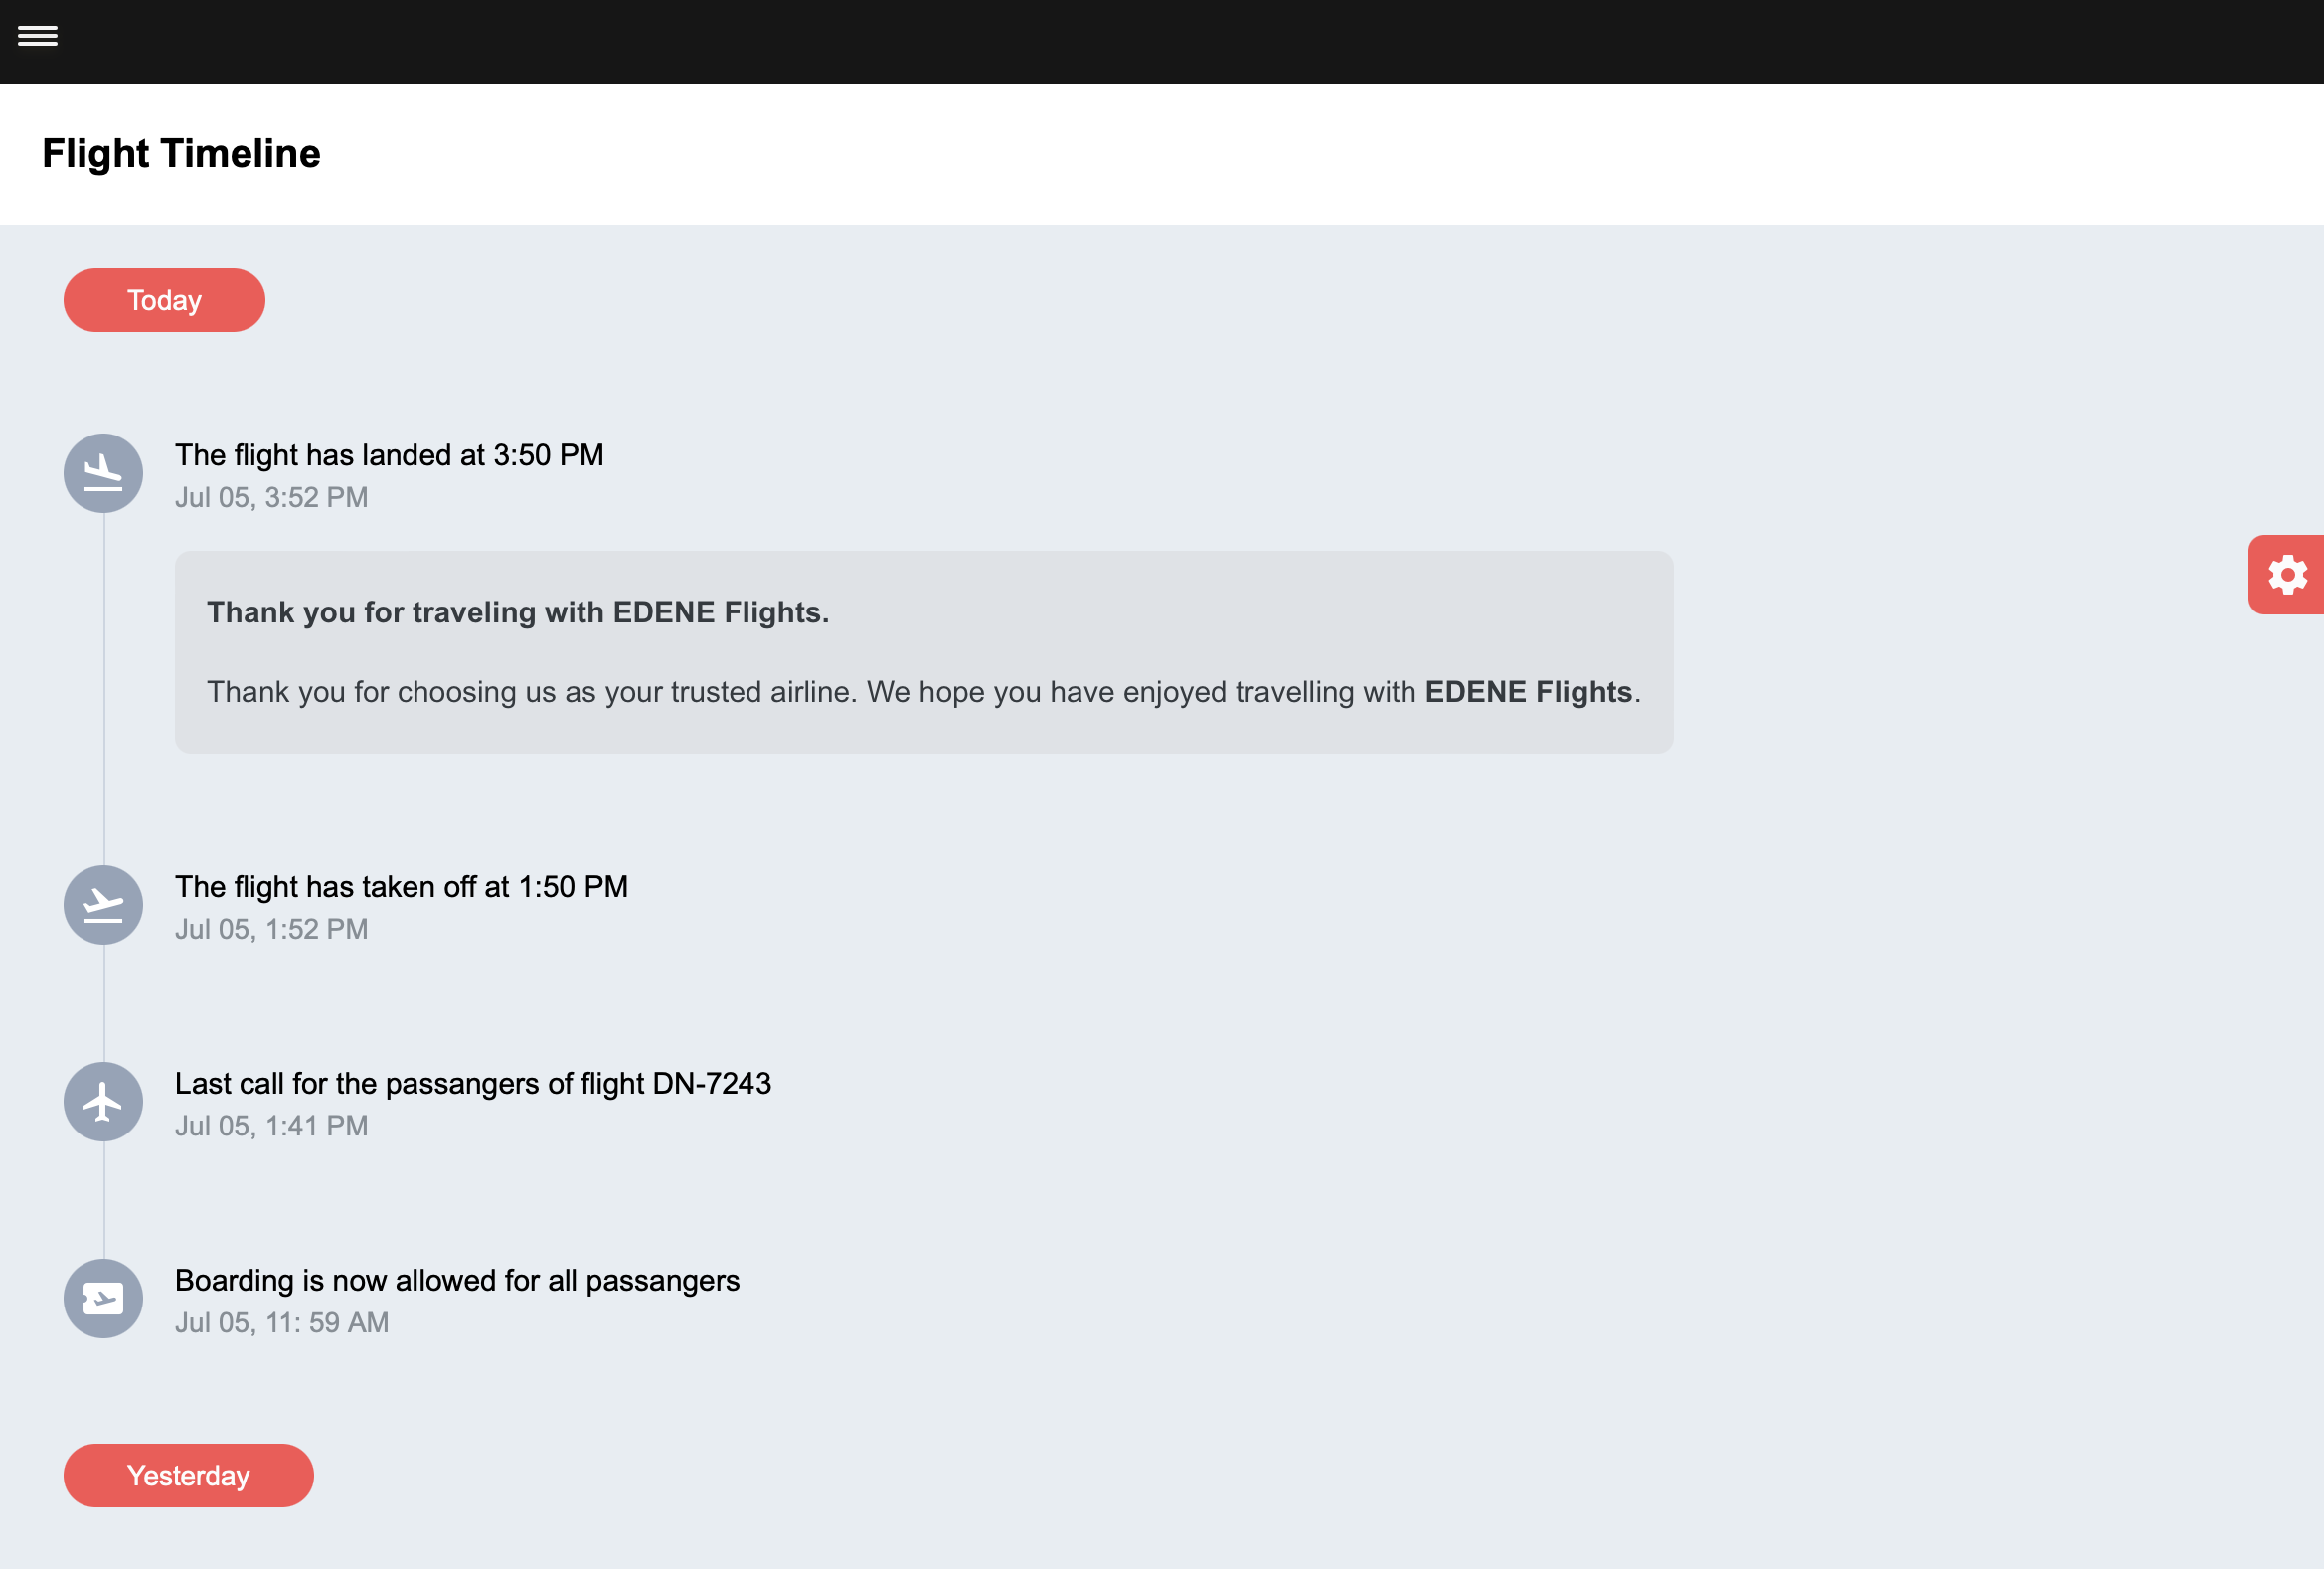 Flight Timeline
Today
The flight has landed at 3:50 PM
Jul 05, 3:52 PM
Thank you for traveling with EDENE Flights.
Thank you for choosing us as your trusted airline. We hope you have enjoyed travelling with EDENE Flights.
The flight has taken off at 1:50 PM
Jul 05, 1:52 PM
Last call for the passangers of flight DN-7243
Jul 05, 1:41 PM
Boarding is now allowed for all passangers
Jul 05, 11: 59 AM
Yesterday